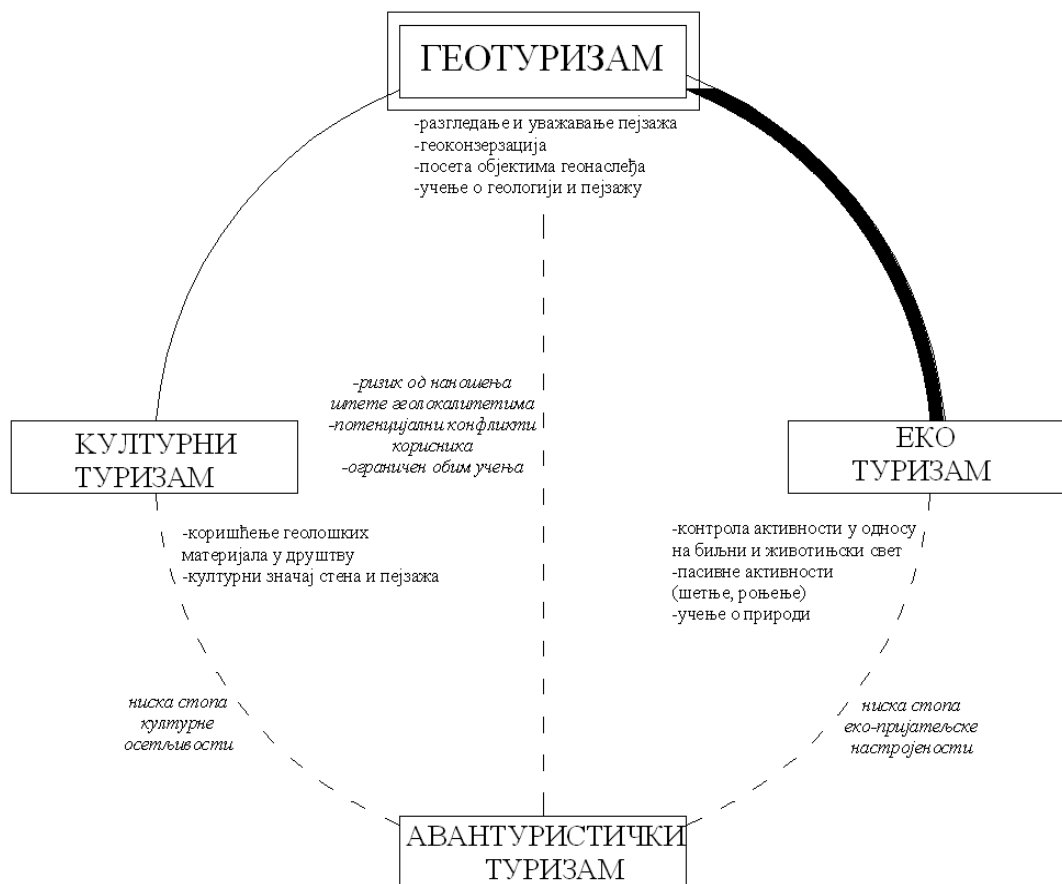 ГЕОТУРИЗАМ
-разгледање и уважавање пејзажа
-геоконзерзација
-посета објектима геонаслеђа
-учење о геологији и пејзажу
-ризик од наношења
штете геолокалитетима
-потенцијални конфликти
корисника
-ограничен обим учења
КУЛТУРНИ
ТУРИЗАМ
ЕКО
ТУРИЗАМ
-коришћење геолошких
материјала у друштву
-културни значај стена и пејзажа
-контрола активности у односу
на биљни и животињски свет
-пасивне активности
(шетње, роњење)
-учење о природи
ниска стопа
културне
осетљивости
ниска стопа
еко-пријатељске
настројености
АВАНТУРИСТИЧКИ
ТУРИЗАМ